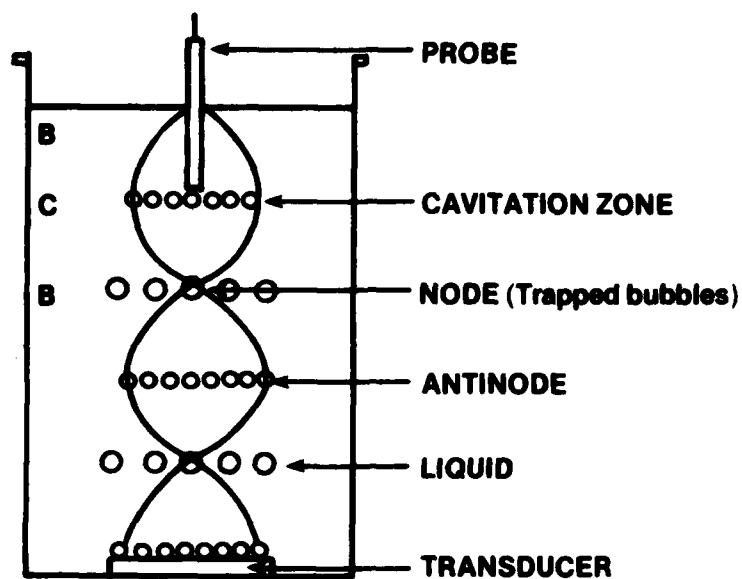 PROBE
B
C
CAVITATION ZONE
B
NODE (Trapped bubbles)
ANTINODE
LIQUID
TRANSDUCER